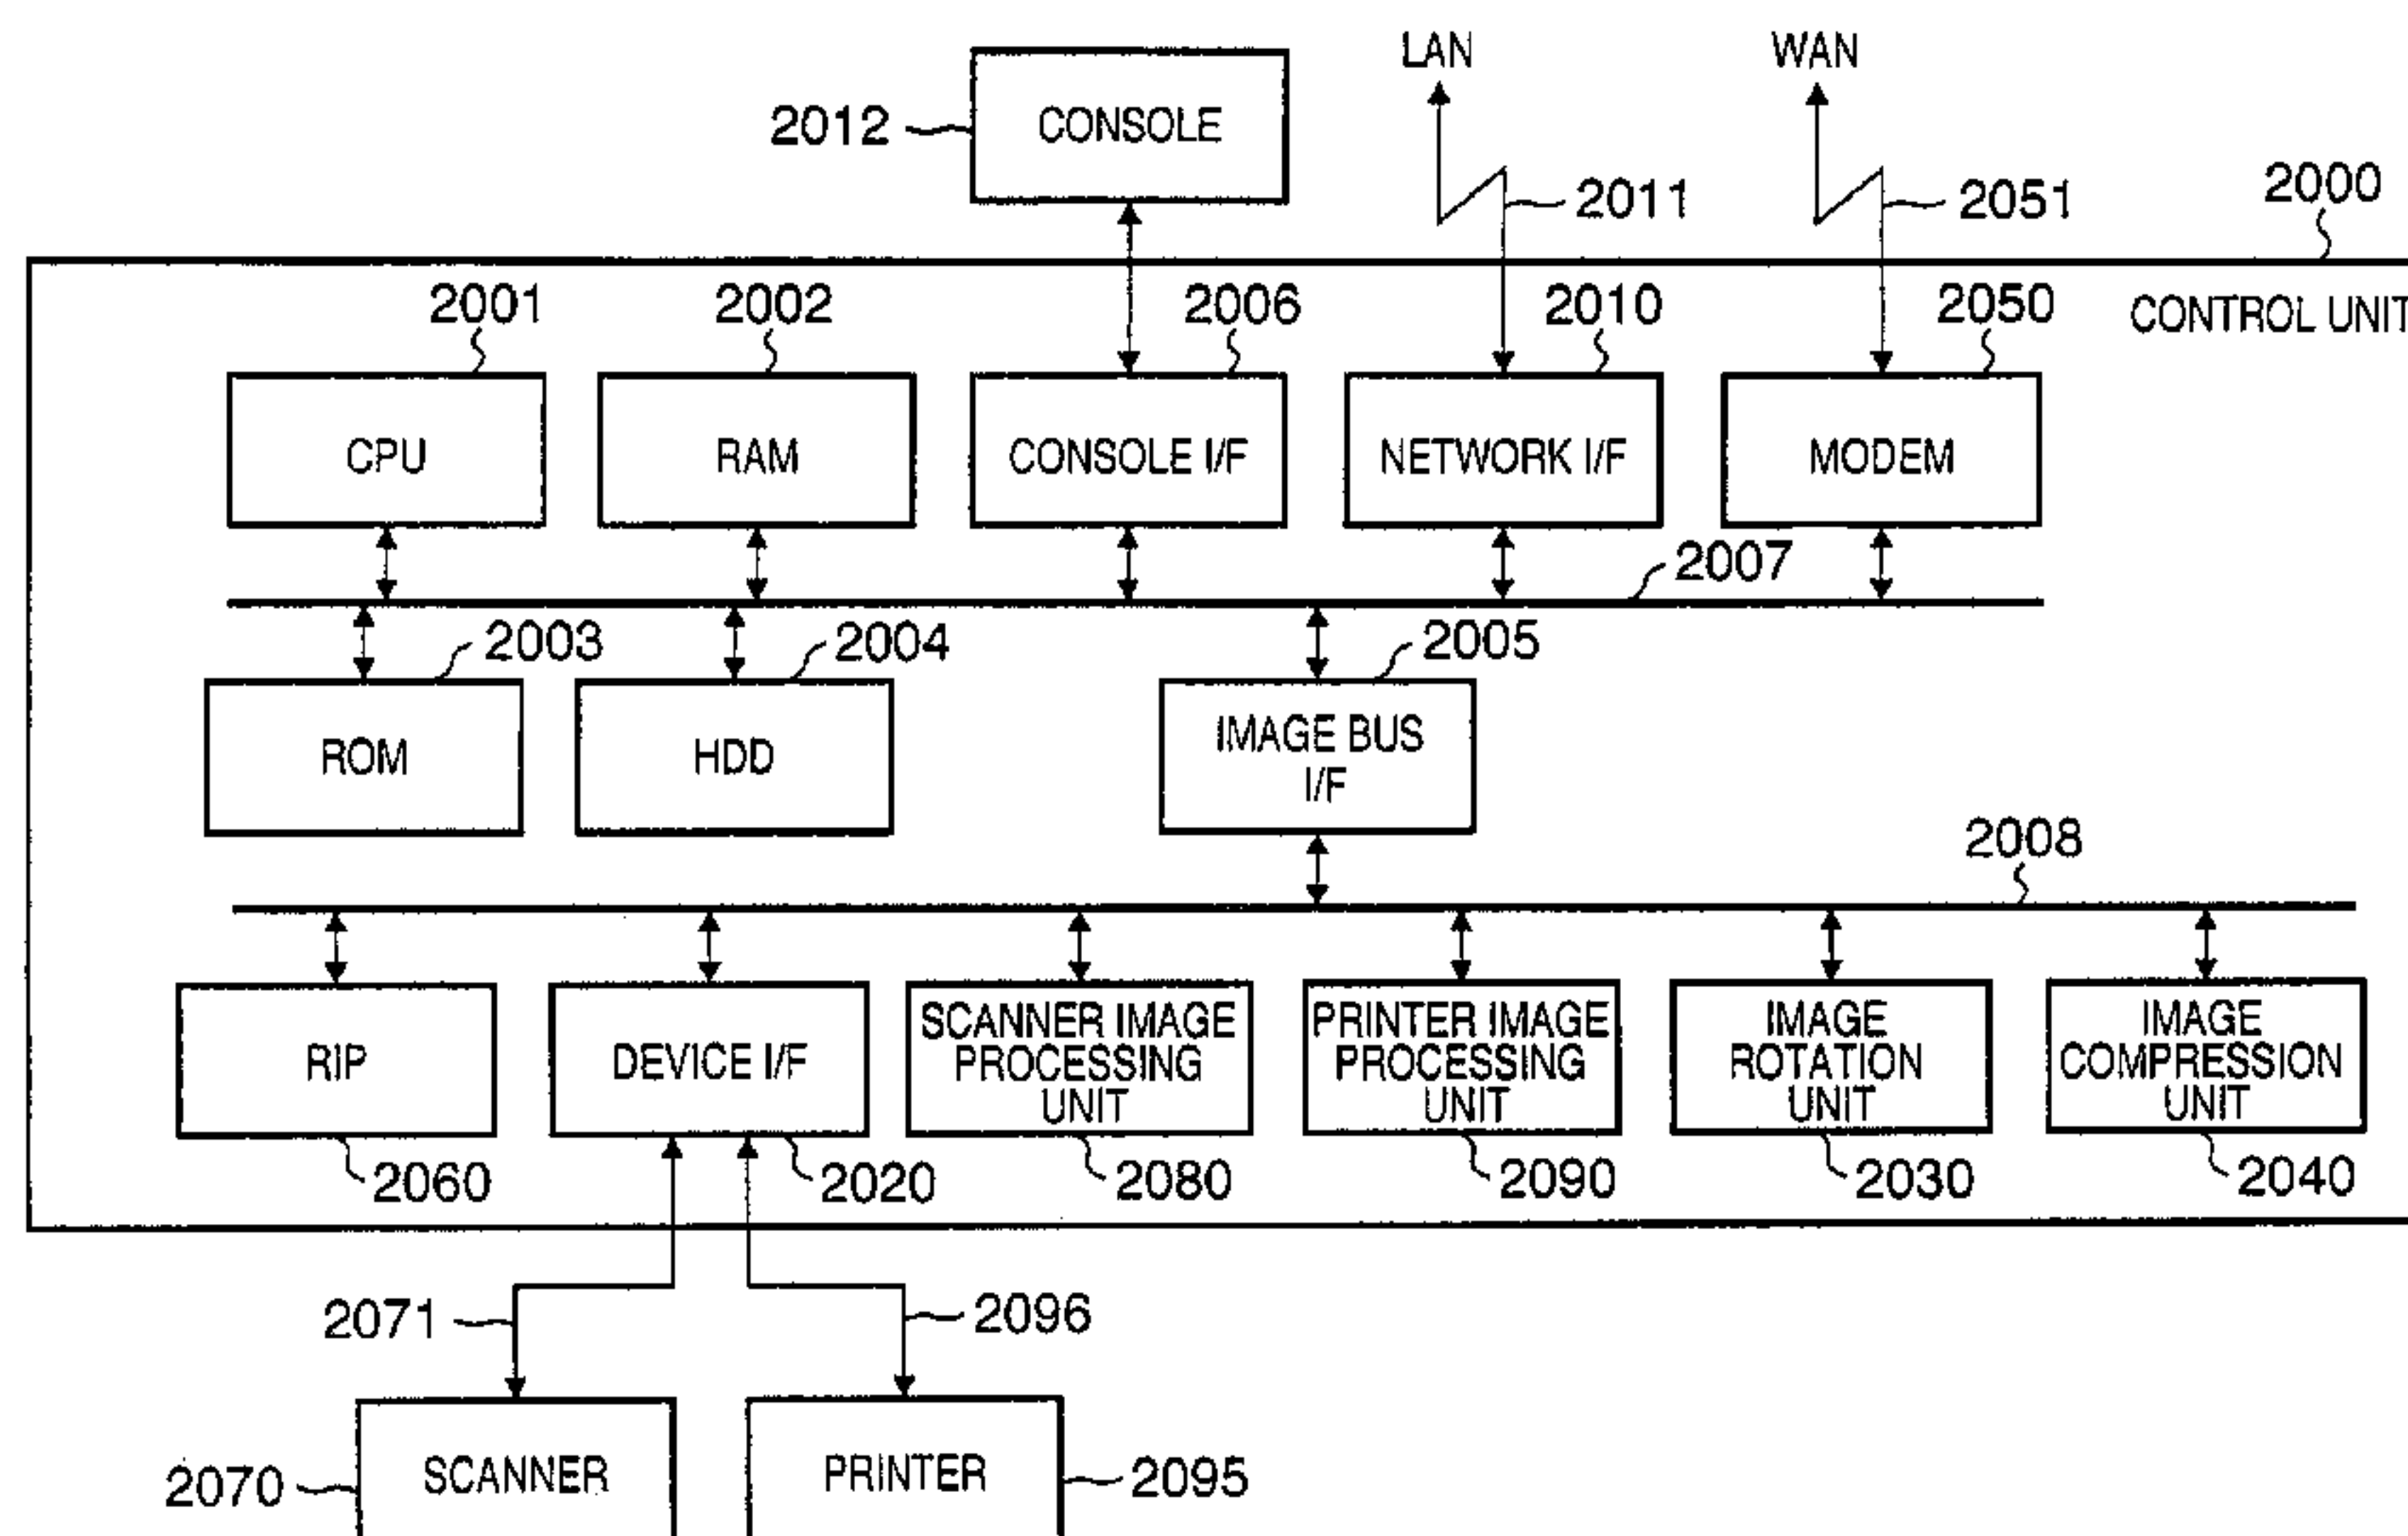 LAN
WAN
2012
CONSOLE
2011
2051
2000
2001
2002
2006
2010
2050
CONTROL UNIT
CPU
RAM
CONSOLE I/F
NETWORK I/F
MODEM
2007
2003
2004
2005
ROM
HDD
IMAGE BUS
I/F
2008
RIP
DEVICE I/F
SCANNER IMAGE
PROCESSING
UNIT
PRINTER IMAGE
PROCESSING
UNIT
IMAGE
ROTATION
UNIT
IMAGE
COMPRESSION
UNIT
2060
2020
2080
2090
2030
2040
2071
2096
2070
SCANNER
PRINTER
2095